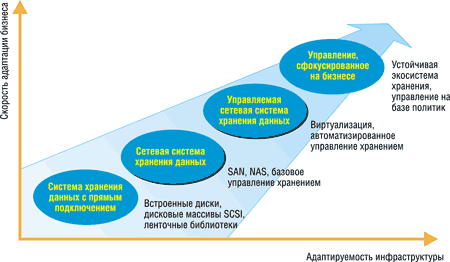 Скорость адаптации бизнеса
Управление,
сфокусированное
на бизнесе
Устойчивая
экосистема
хранения,
управление на
базе политик
Управляемая
сетевая система
хранения данных
Виртуализация,
автоматизированное
управление хранением
Сетевая система
хранения данных
SAN, NAS, базовое
управление хранением
Система хранения
данных с прямым
подключением
Встроенные диски,
дисковые массивы SCSI,
ленточные библиотеки
Адаптируемость инфраструктуры